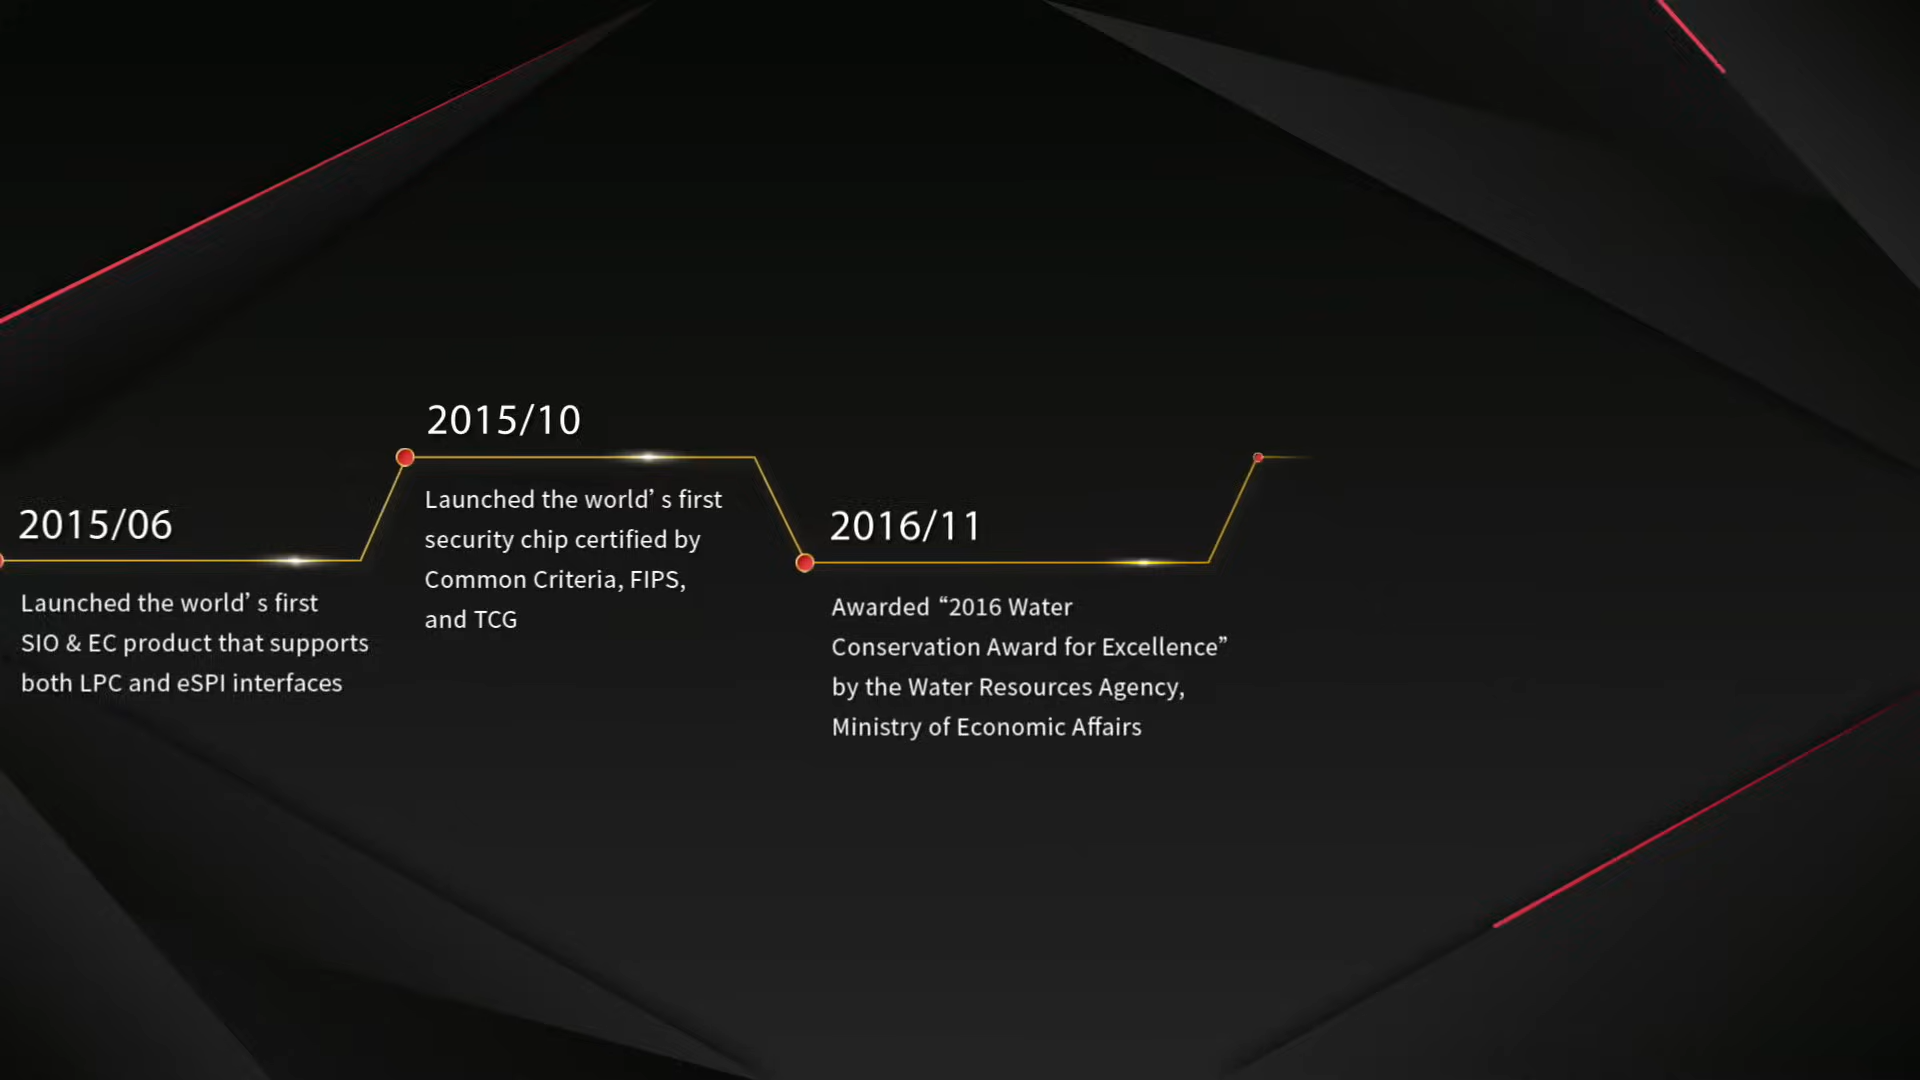 2015/06
Launched the world’s first
SIO & EC product that supports
both LPC and eSPI interfaces
2015/10
Launched the world’s first
security chip certified by
Common Criteria, FIPS,
and TCG
2016/11
Awarded “2016 Water
Conservation Award for Excellence”
by the Water Resources Agency,
Ministry of Economic Affairs